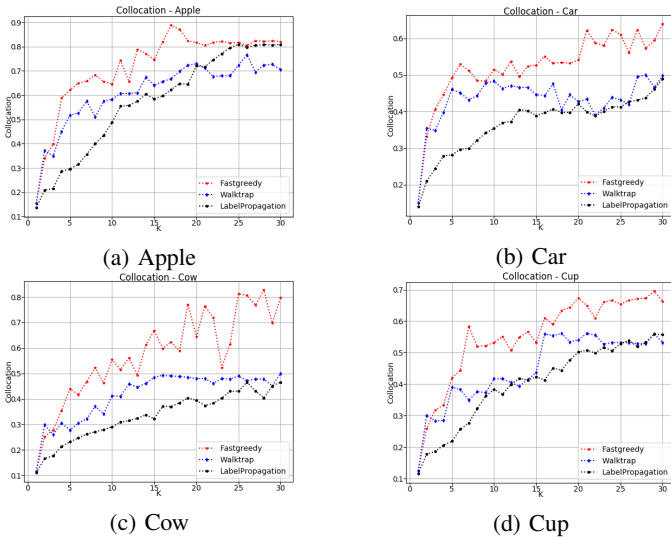 Collocation - Apple
0.9
0.8
0.7
0.6
0.5
0.4
0.3
0.2
0.1
Collocation
0 5 10 15 20 25 30
K
Fastgreedy
Walktrap
LabelPropagation
(a) Apple
Collocation - Car
0.6
0.5
0.4
0.3
0.2
Collocation
0 5 10 15 20 25 30
K
Fastgreedy
Walktrap
LabelPropagation
(b) Car
Collocation - Cow
0.8
0.7
0.6
0.5
0.4
0.3
0.2
0.1
Collocation
0 5 10 15 20 25 30
K
Fastgreedy
Walktrap
LabelPropagation
(c) Cow
Collocation - Cup
0.7
0.6
0.5
0.4
0.3
0.2
0.1
Collocation
0 5 10 15 20 25 30
K
Fastgreedy
Walktrap
LabelPropagation
(d) Cup